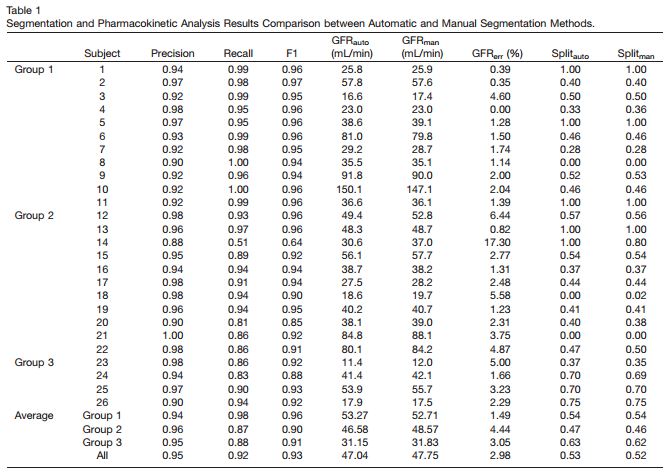 Table 1
Segmentation and Pharmacokinetic Analysis Results Comparison between Automatic and Manual Segmentation Methods.
Subject Precision Recall F1 GFRauto (mL/min) GFRman (mL/min) GFRerr (%) Splitauto Splitman
Group 1 1 0.94 0.99 0.96 25.8 25.9 0.39 1.00 1.00
2 0.97 0.98 0.97 57.8 57.6 0.35 0.40 0.40
3 0.92 0.99 0.95 16.6 17.4 4.60 0.50 0.50
4 0.98 0.95 0.96 23.0 23.0 0.00 0.33 0.36
5 0.97 0.95 0.96 38.6 39.1 1.28 1.00 1.00
6 0.93 0.99 0.96 81.0 79.8 1.50 0.46 0.46
7 0.92 0.98 0.95 29.2 28.7 1.74 0.28 0.28
8 0.90 1.00 0.94 35.5 35.1 1.14 0.00 0.00
9 0.92 0.96 0.94 91.8 90.0 2.00 0.52 0.53
10 0.92 1.00 0.96 150.1 147.1 2.04 0.46 0.46
11 0.92 0.99 0.96 36.6 36.1 1.39 1.00 1.00
Group 2 12 0.98 0.93 0.96 49.4 52.8 6.44 0.57 0.56
13 0.96 0.97 0.96 48.3 48.7 0.82 1.00 1.00
14 0.88 0.51 0.64 30.6 37.0 17.30 1.00 0.80
15 0.95 0.89 0.92 56.1 57.7 2.77 0.54 0.54
16 0.94 0.94 0.94 38.7 38.2 1.31 0.37 0.37
17 0.98 0.91 0.94 27.5 28.2 2.48 0.44 0.44
18 0.98 0.94 0.90 18.6 19.7 5.58 0.00 0.02
19 0.96 0.94 0.95 40.2 40.7 1.23 0.41 0.41
20 0.90 0.81 0.85 38.1 39.0 2.31 0.40 0.38
21 1.00 0.86 0.92 84.8 88.1 3.75 0.00 0.00
22 0.98 0.86 0.91 80.1 84.2 4.87 0.47 0.50
Group 3 23 0.98 0.86 0.92 11.4 12.0 5.00 0.37 0.35
24 0.94 0.83 0.88 41.4 42.1 1.66 0.70 0.69
25 0.97 0.90 0.93 53.9 55.7 3.23 0.70 0.70
26 0.90 0.94 0.92 17.9 17.5 2.29 0.75 0.75
Average Group 1 0.94 0.98 0.96 53.27 52.71 1.49 0.54 0.54
Group 2 0.96 0.87 0.90 46.58 48.57 4.44 0.47 0.46
Group 3 0.95 0.88 0.91 31.15 31.83 3.05 0.63 0.62
All 0.95 0.92 0.93 47.04 47.75 2.98 0.53 0.52